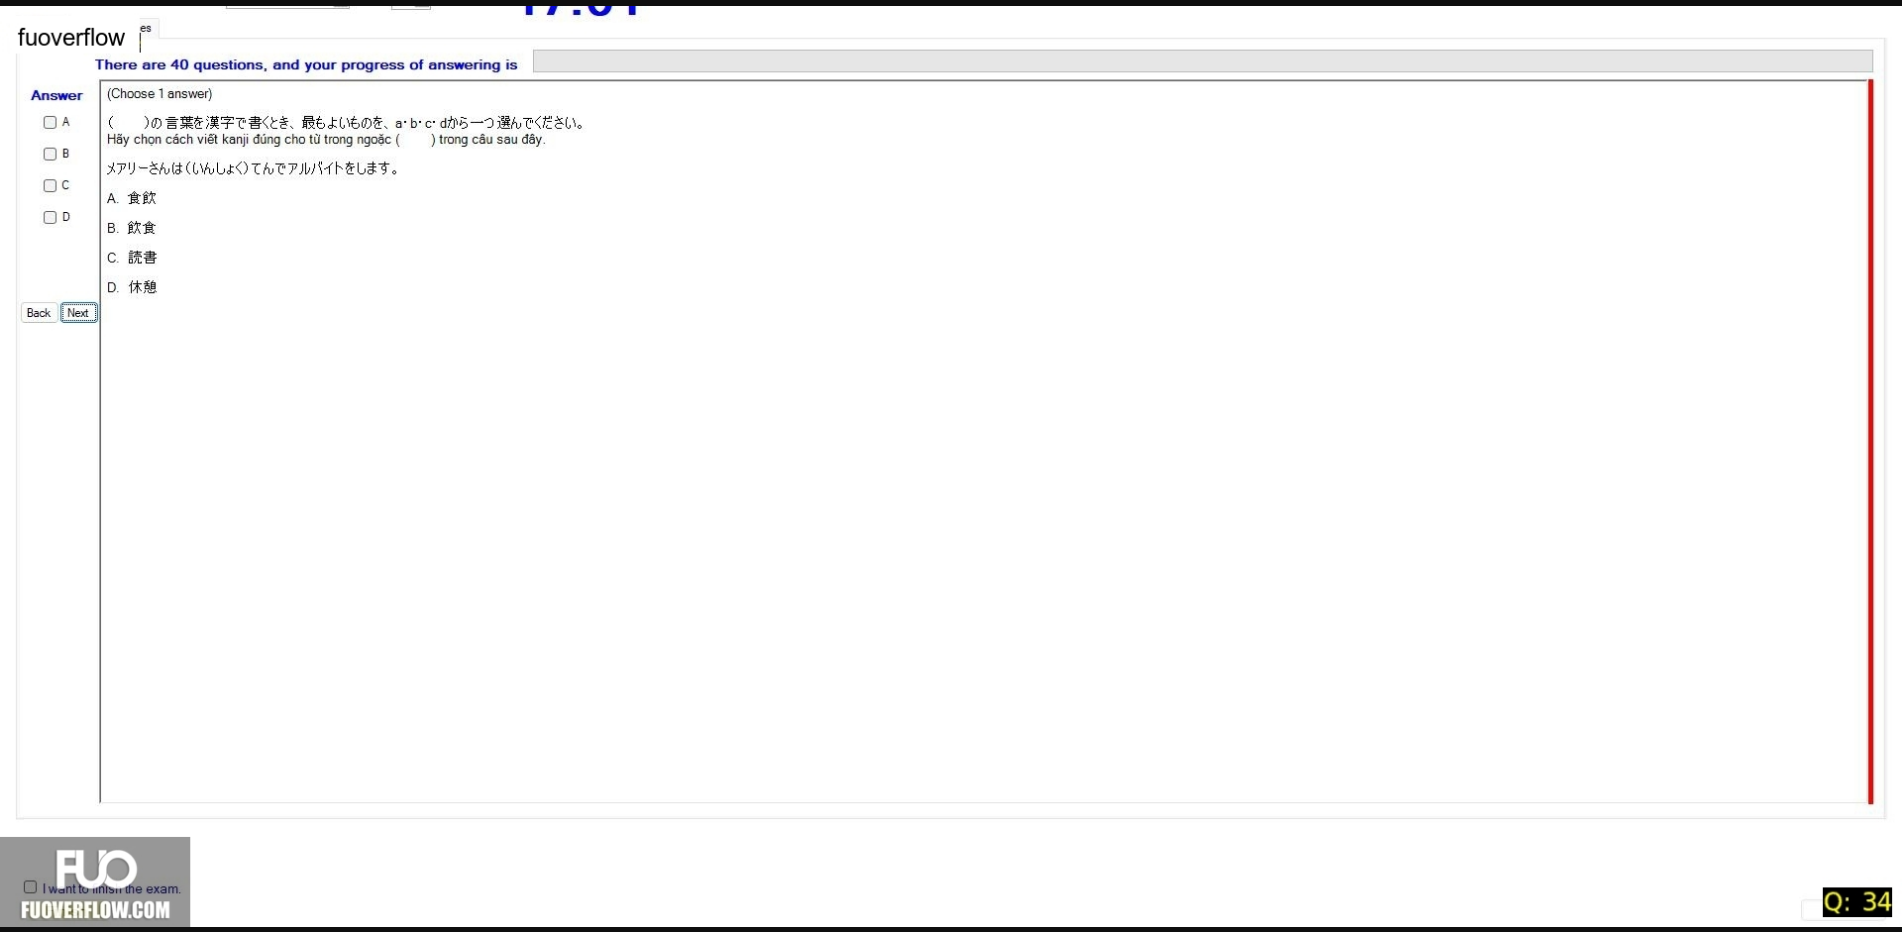 fuoverflow
es
There are 40 questions, and your progress of answering is
Answer
(Choose 1 answer)
A
B
C
D
(　　)の言葉を漢字で書くとき、最もよいものを、a・b・c・dから一つ選んでください。
Hãy chọn cách viết kanji đúng cho từ trong ngoặc (　　) trong câu sau đây.
メアリーさんは(いんしょく)てんでアルバイトをします。
A. 食飲
B. 飲食
C. 読書
D. 休憩
Back Next
FUO
I want to finish the exam.
FUOVERFLOW.COM
Q: 34